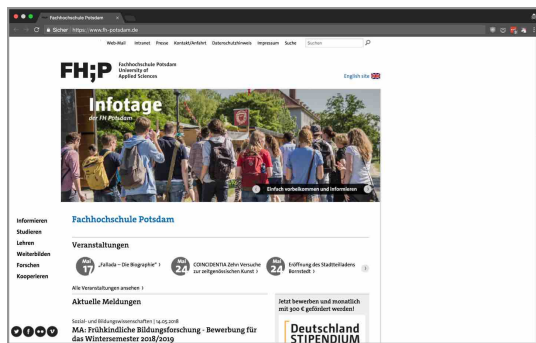 Fachhochschule Potsdam
Sicher https://www.fh-potsdam.de
Web-Mail Intranet Presse Kontakt/Anfahrt Datenschutzhinweis Impressum Suche Suchen
FH;P
Fachhochschule Potsdam
University of
Applied Sciences
English site
Infotage
der FH Potsdam
Einfach vorbeikommen und informieren
Informieren
Studieren
Lehren
Weiterbilden
Forschen
Kooperieren
Fachhochschule Potsdam
Veranstaltungen
Mai
17
„Fallada – Die Biographie" ›
Mai
24
COINCIDENTIA Zehn Versuche
zur zeitgenössischen Kunst ›
Mai
24
Eröffnung des Stadtteilladens
Bornstedt ›
Alle Veranstaltungen ansehen ›
Aktuelle Meldungen
Sozial- und Bildungswissenschaften | 14.05.2018
MA: Frühkindliche Bildungsforschung - Bewerbung für
das Wintersemester 2018/2019
Jetzt bewerben und monatlich
mit 300 € gefördert werden!
Deutschland
STIPENDIUM